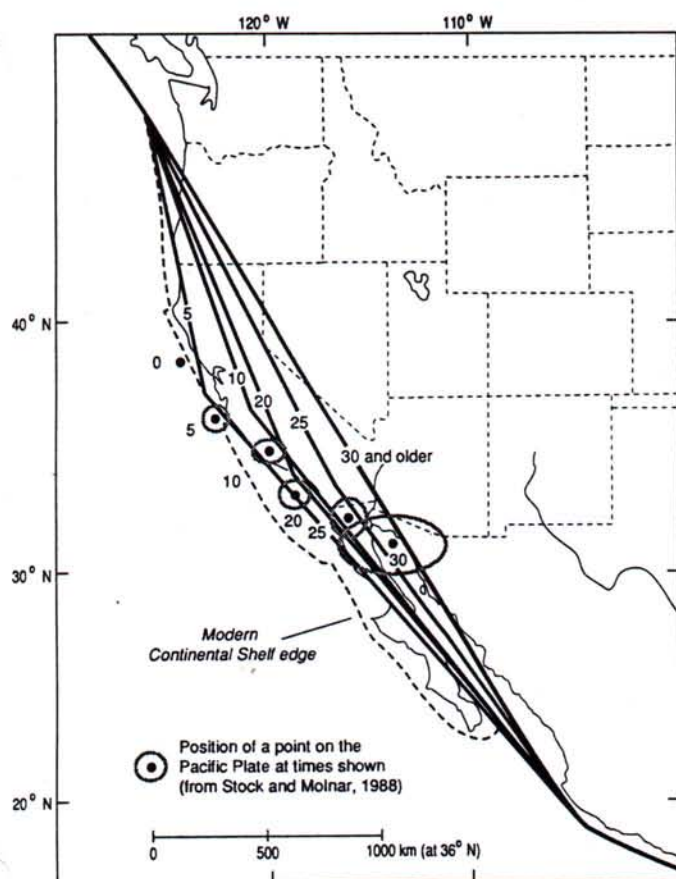 120° W
110° W
40° N
5
0
10
20
5
25
30 and older
10
20
25
30
30° N
Modern
Continental Shelf edge
Position of a point on the
Pacific Plate at times shown
(from Stock and Molnar, 1988)
20° N
0
500
1000 km (at 36° N)